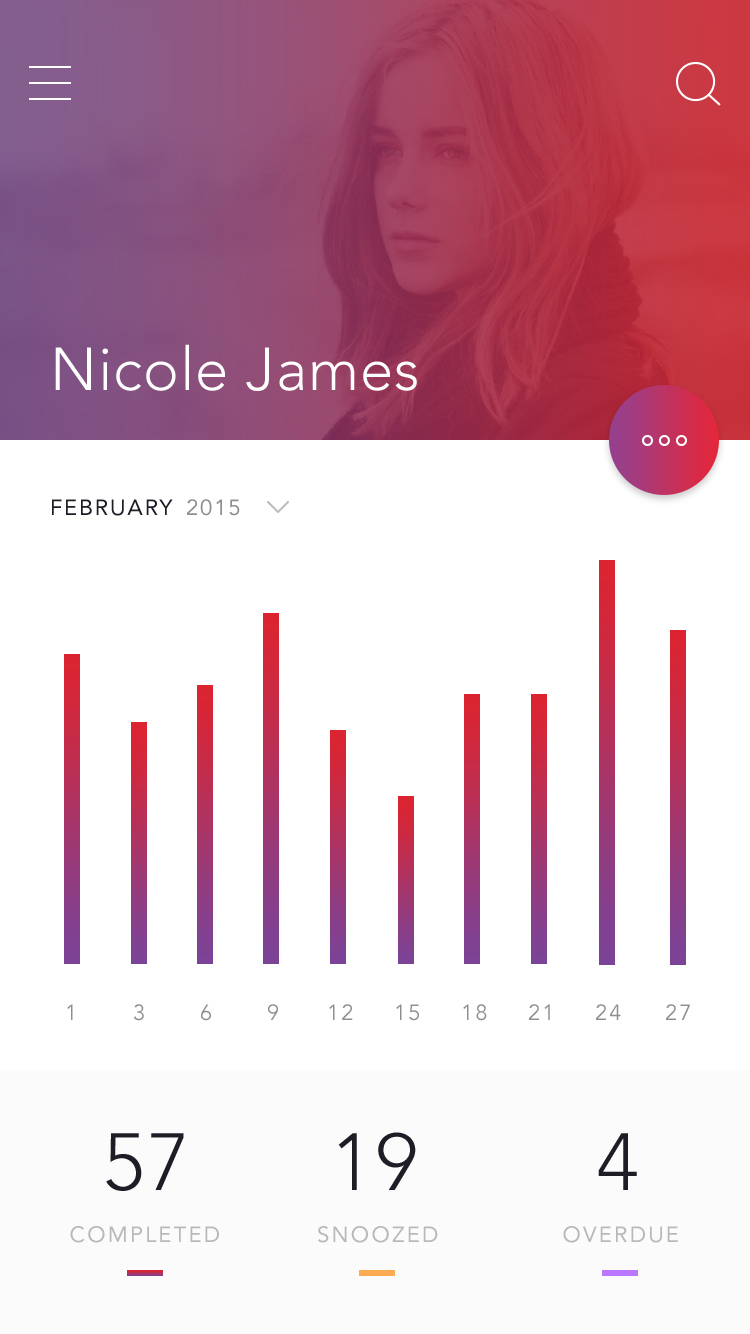 Nicole James
FEBRUARY 2015
1 3 6 9 12 15 18 21 24 27
57 19 4
COMPLETED SNOOZED OVERDUE